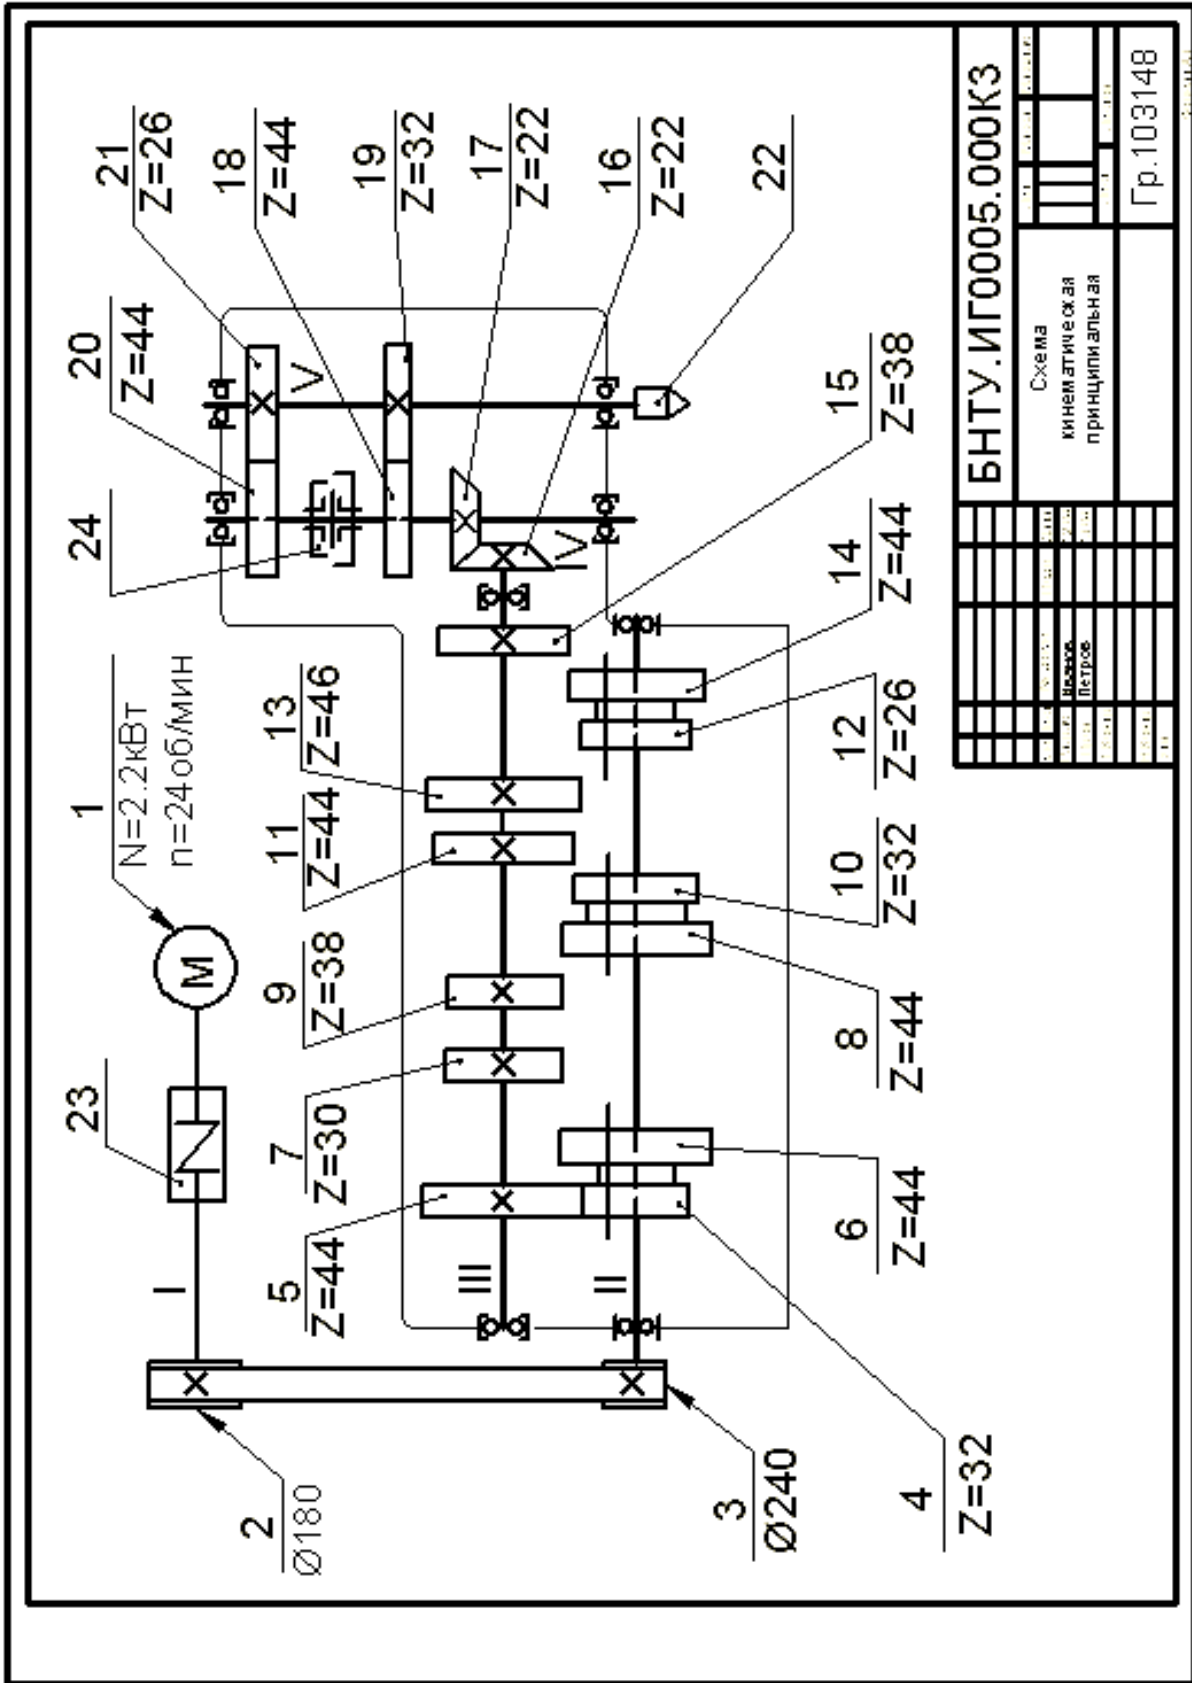 1
N=2.2кВт
n=24об/мин
23
24
20
Z=44
21
Z=26
18
Z=44
19
Z=32
17
Z=22
16
Z=22
22
M
I
V
IV
13
Z=46
11
Z=44
9
Z=38
7
Z=30
5
Z=44
III
II
2
Ø180
3
Ø240
4
Z=32
6
Z=44
8
Z=44
10
Z=32
12
Z=26
14
Z=44
15
Z=38
БНТУ.ИГ0005.000К3
Схема
кинематическая
принципиальная
Иванов
Петров
Гр.103148